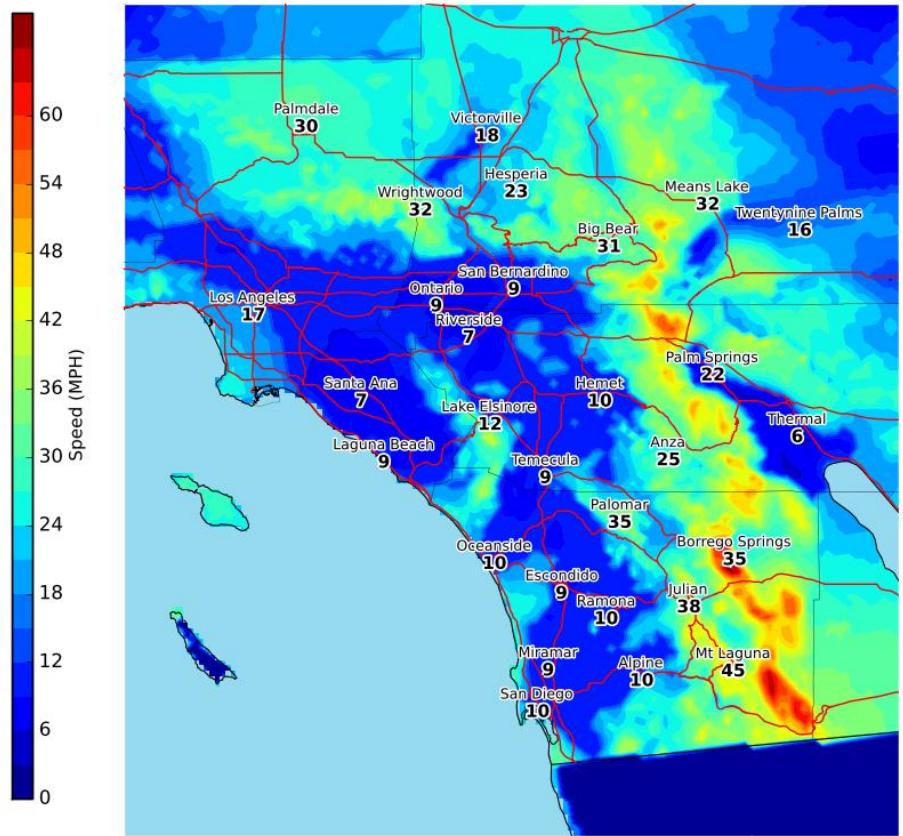 60
54
48
42
36
30
24
18
12
6
0
Speed (MPH)
Palmdale
30
Victorville
18
Hesperia
23
Wrightwood
32
Means Lake
32
Twentynine Palms
16
Big Bear
31
San Bernardino
9
Ontario
9
Los Angeles
17
Riverside
7
Palm Springs
22
Santa Ana
7
Hemet
10
Lake Elsinore
12
Thermal
6
Laguna Beach
9
Anza
25
Temecula
9
Palomar
35
Oceanside
10
Borrego Springs
35
Escondido
9
Julian
38
Ramona
10
Miramar
9
Alpine
10
Mt Laguna
45
San Diego
10